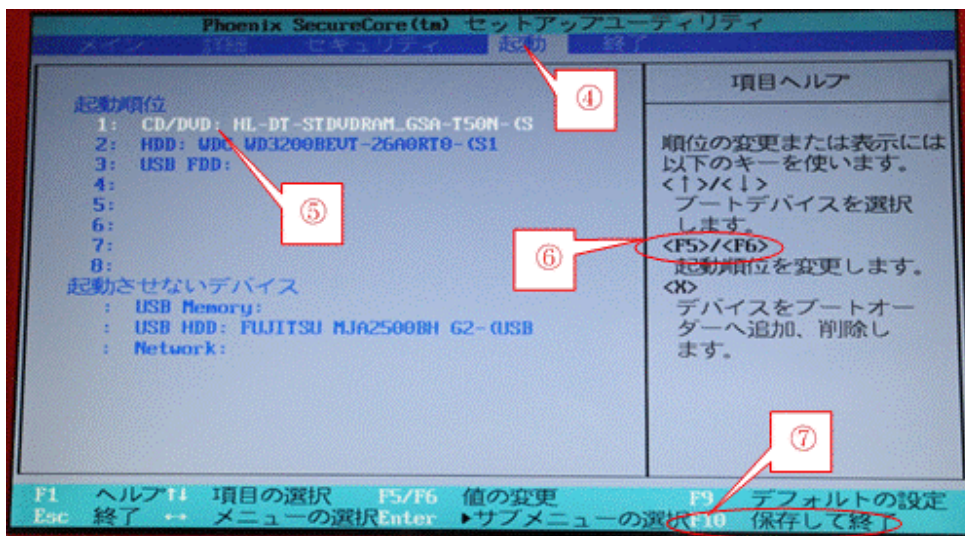 Phoenix SecureCore(tm) セットアップユーティリティ
メイン 詳細 セキュリティ 起動 終了
④
項目ヘルプ
起動順位
1: CD/DVD: HL-DT-STDVDRAM_GSA-T50N-(S
2: HDD: WDC WD3200BEVT-26A0RT0-(S1
3: USB FDD:
4:
5:
6:
7:
8:
⑤
⑥
起動させないデバイス
: USB Memory:
: USB HDD: FUJITSU MJA2500BH G2-(USB
: Network:
順位の変更または表示には
以下のキーを使います。
<↑>/<↓>
ブートデバイスを選択
します。
<F5>/<F6>
起動順位を変更します。
<X>
デバイスをブートオー
ダーへ追加、削除し
ます。
⑦
F1 ヘルプ ↑↓ 項目の選択 F5/F6 値の変更 F9 デフォルトの設定
Esc 終了 ↔ メニューの選択 Enter ▶サブメニューの選択 F10 保存して終了